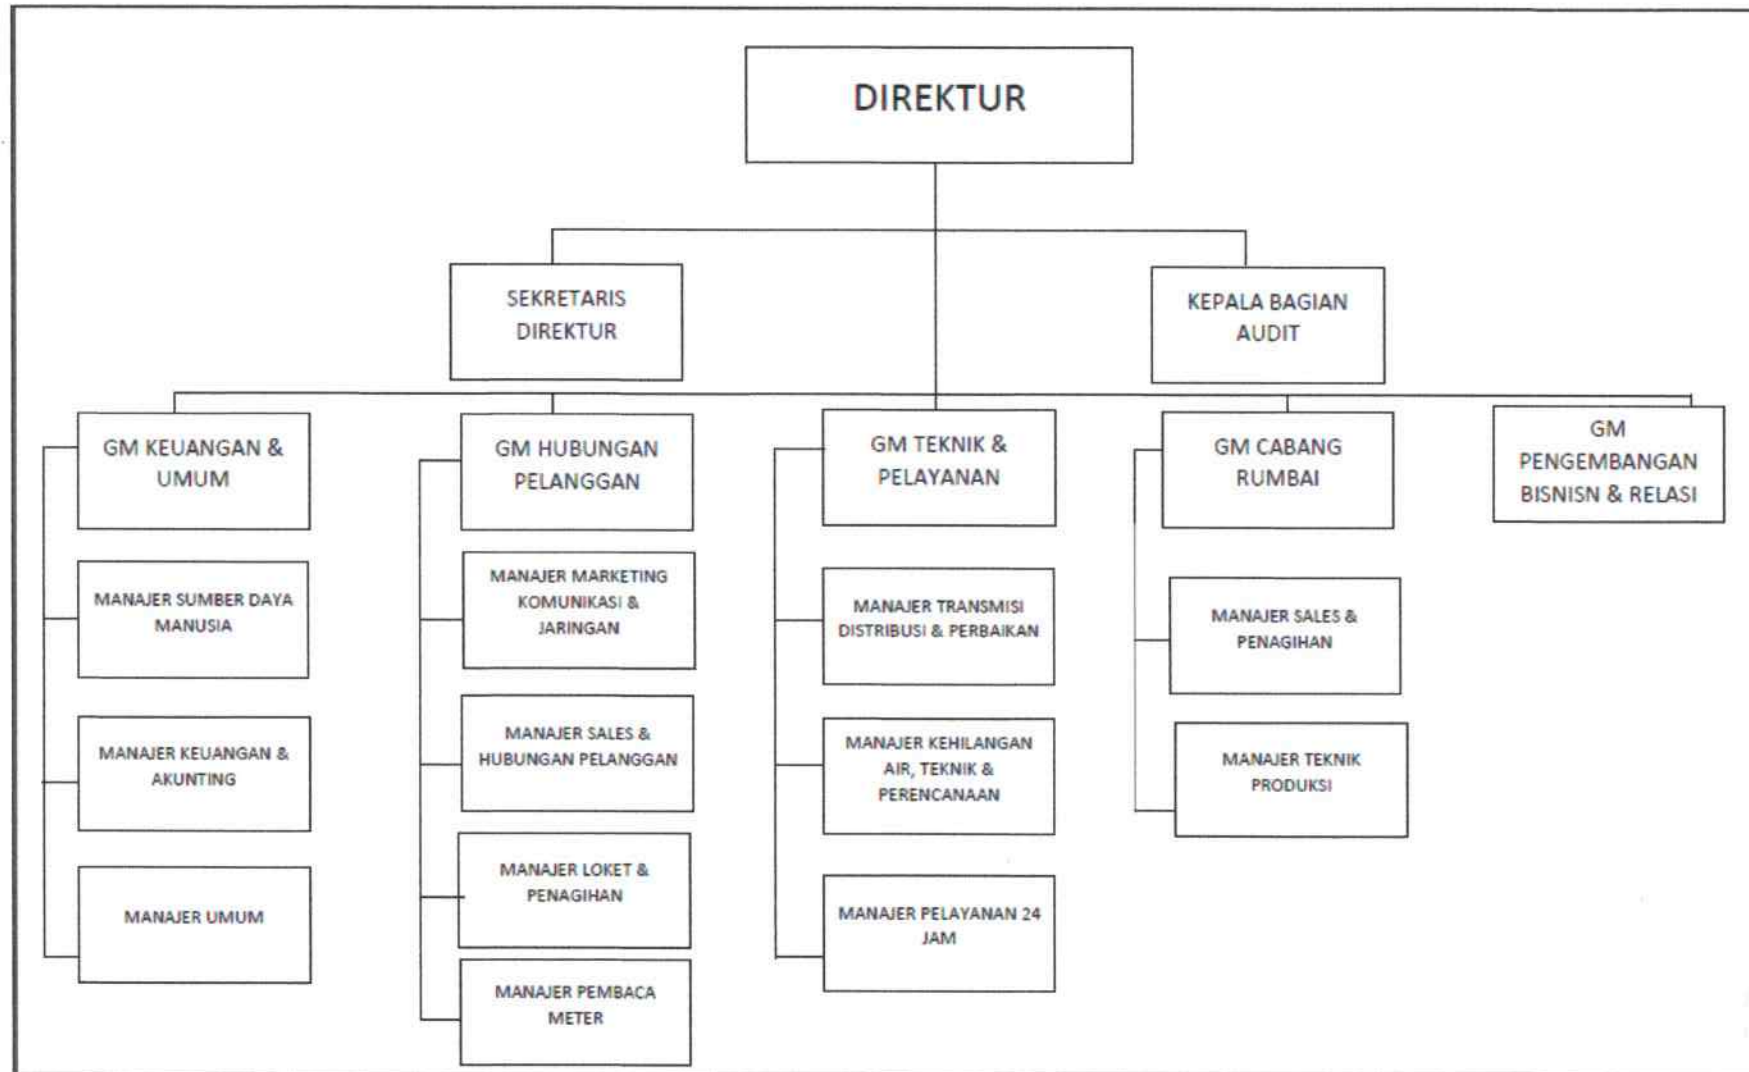 DIREKTUR
SEKRETARIS
DIREKTUR
KEPALA BAGIAN
AUDIT
GM KEUANGAN &
UMUM
MANAJER SUMBER DAYA
MANUSIA
MANAJER KEUANGAN &
AKUNTING
MANAJER UMUM
GM HUBUNGAN
PELANGGAN
MANAJER MARKETING
KOMUNIKASI &
JARINGAN
MANAJER SALES &
HUBUNGAN PELANGGAN
MANAJER LOKET &
PENAGIHAN
MANAJER PEMBACA
METER
GM TEKNIK &
PELAYANAN
MANAJER TRANSMISI
DISTRIBUSI & PERBAIKAN
MANAJER KEHILANGAN
AIR, TEKNIK &
PERENCANAAN
MANAJER PELAYANAN 24
JAM
GM CABANG
RUMBAI
MANAJER SALES &
PENAGIHAN
MANAJER TEKNIK
PRODUKSI
GM
PENGEMBANGAN
BISNISN & RELASI